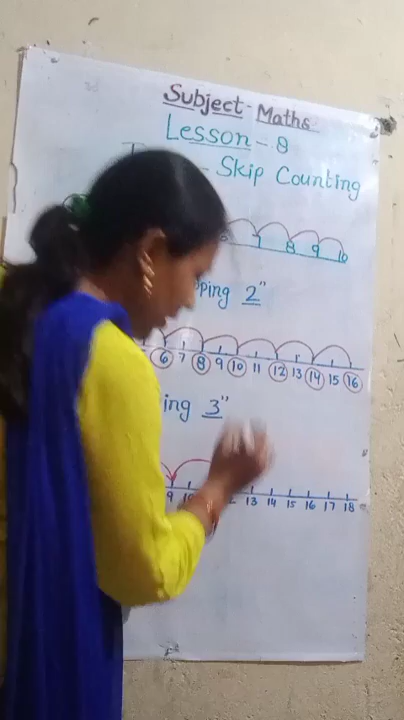 Subject - Maths
Lesson - 8
- Skip Counting
7 8 9 10
ping 2"
6 7 8 9 10 11 12 13 14 15 16
ing 3"
9 13 14 15 16 17 18